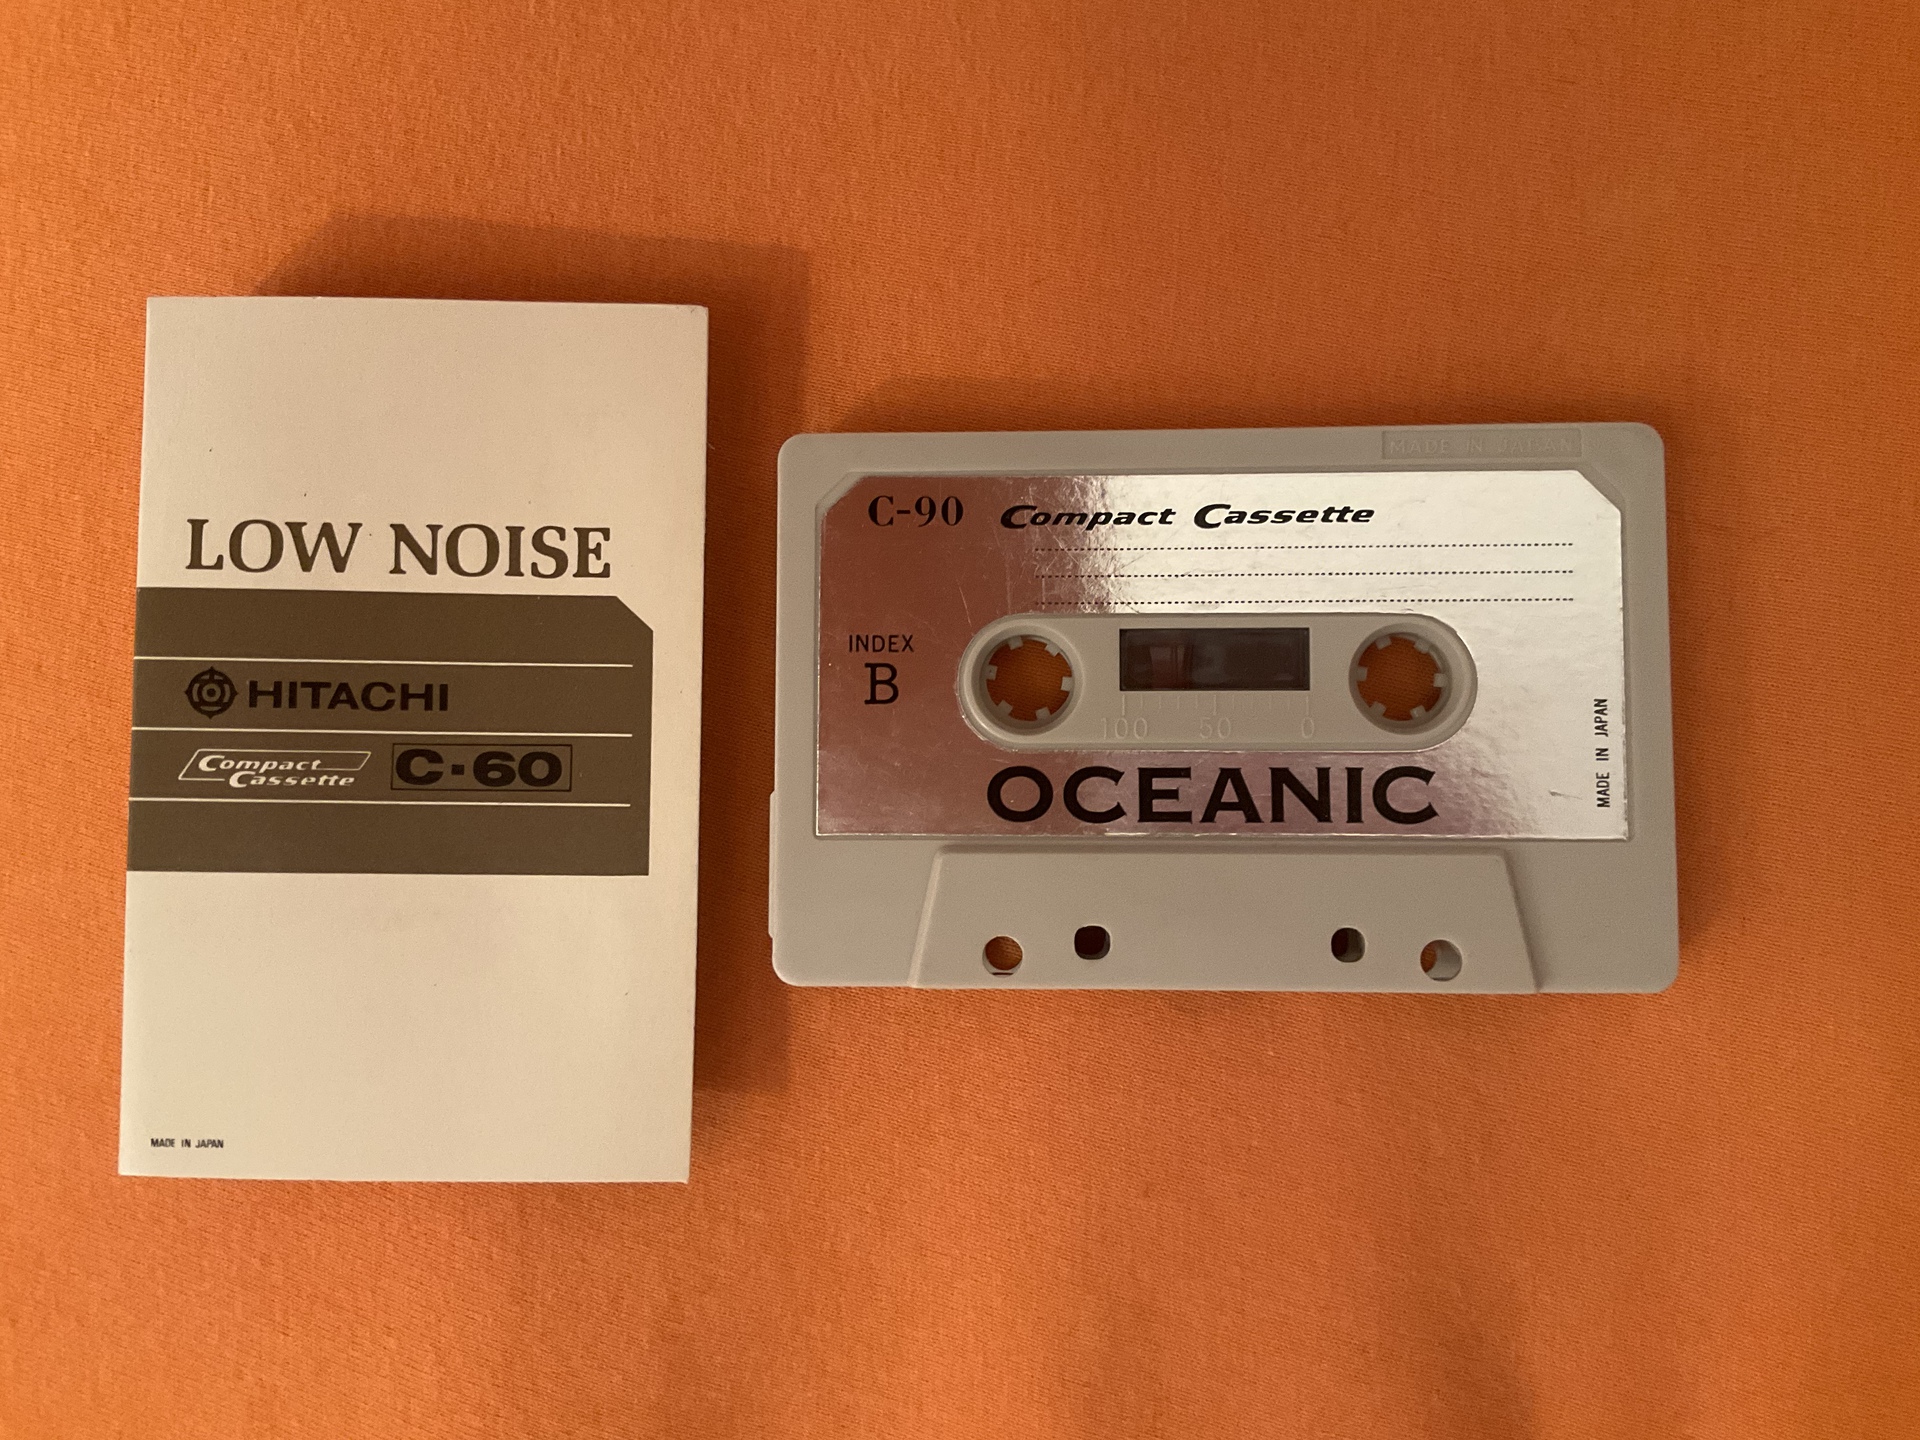 LOW NOISE
HITACHI
Compact
Cassette
C-60
MADE IN JAPAN
MADE IN JAPAN
C-90 Compact Cassette
INDEX
B
100 50 0
OCEANIC
MADE IN JAPAN